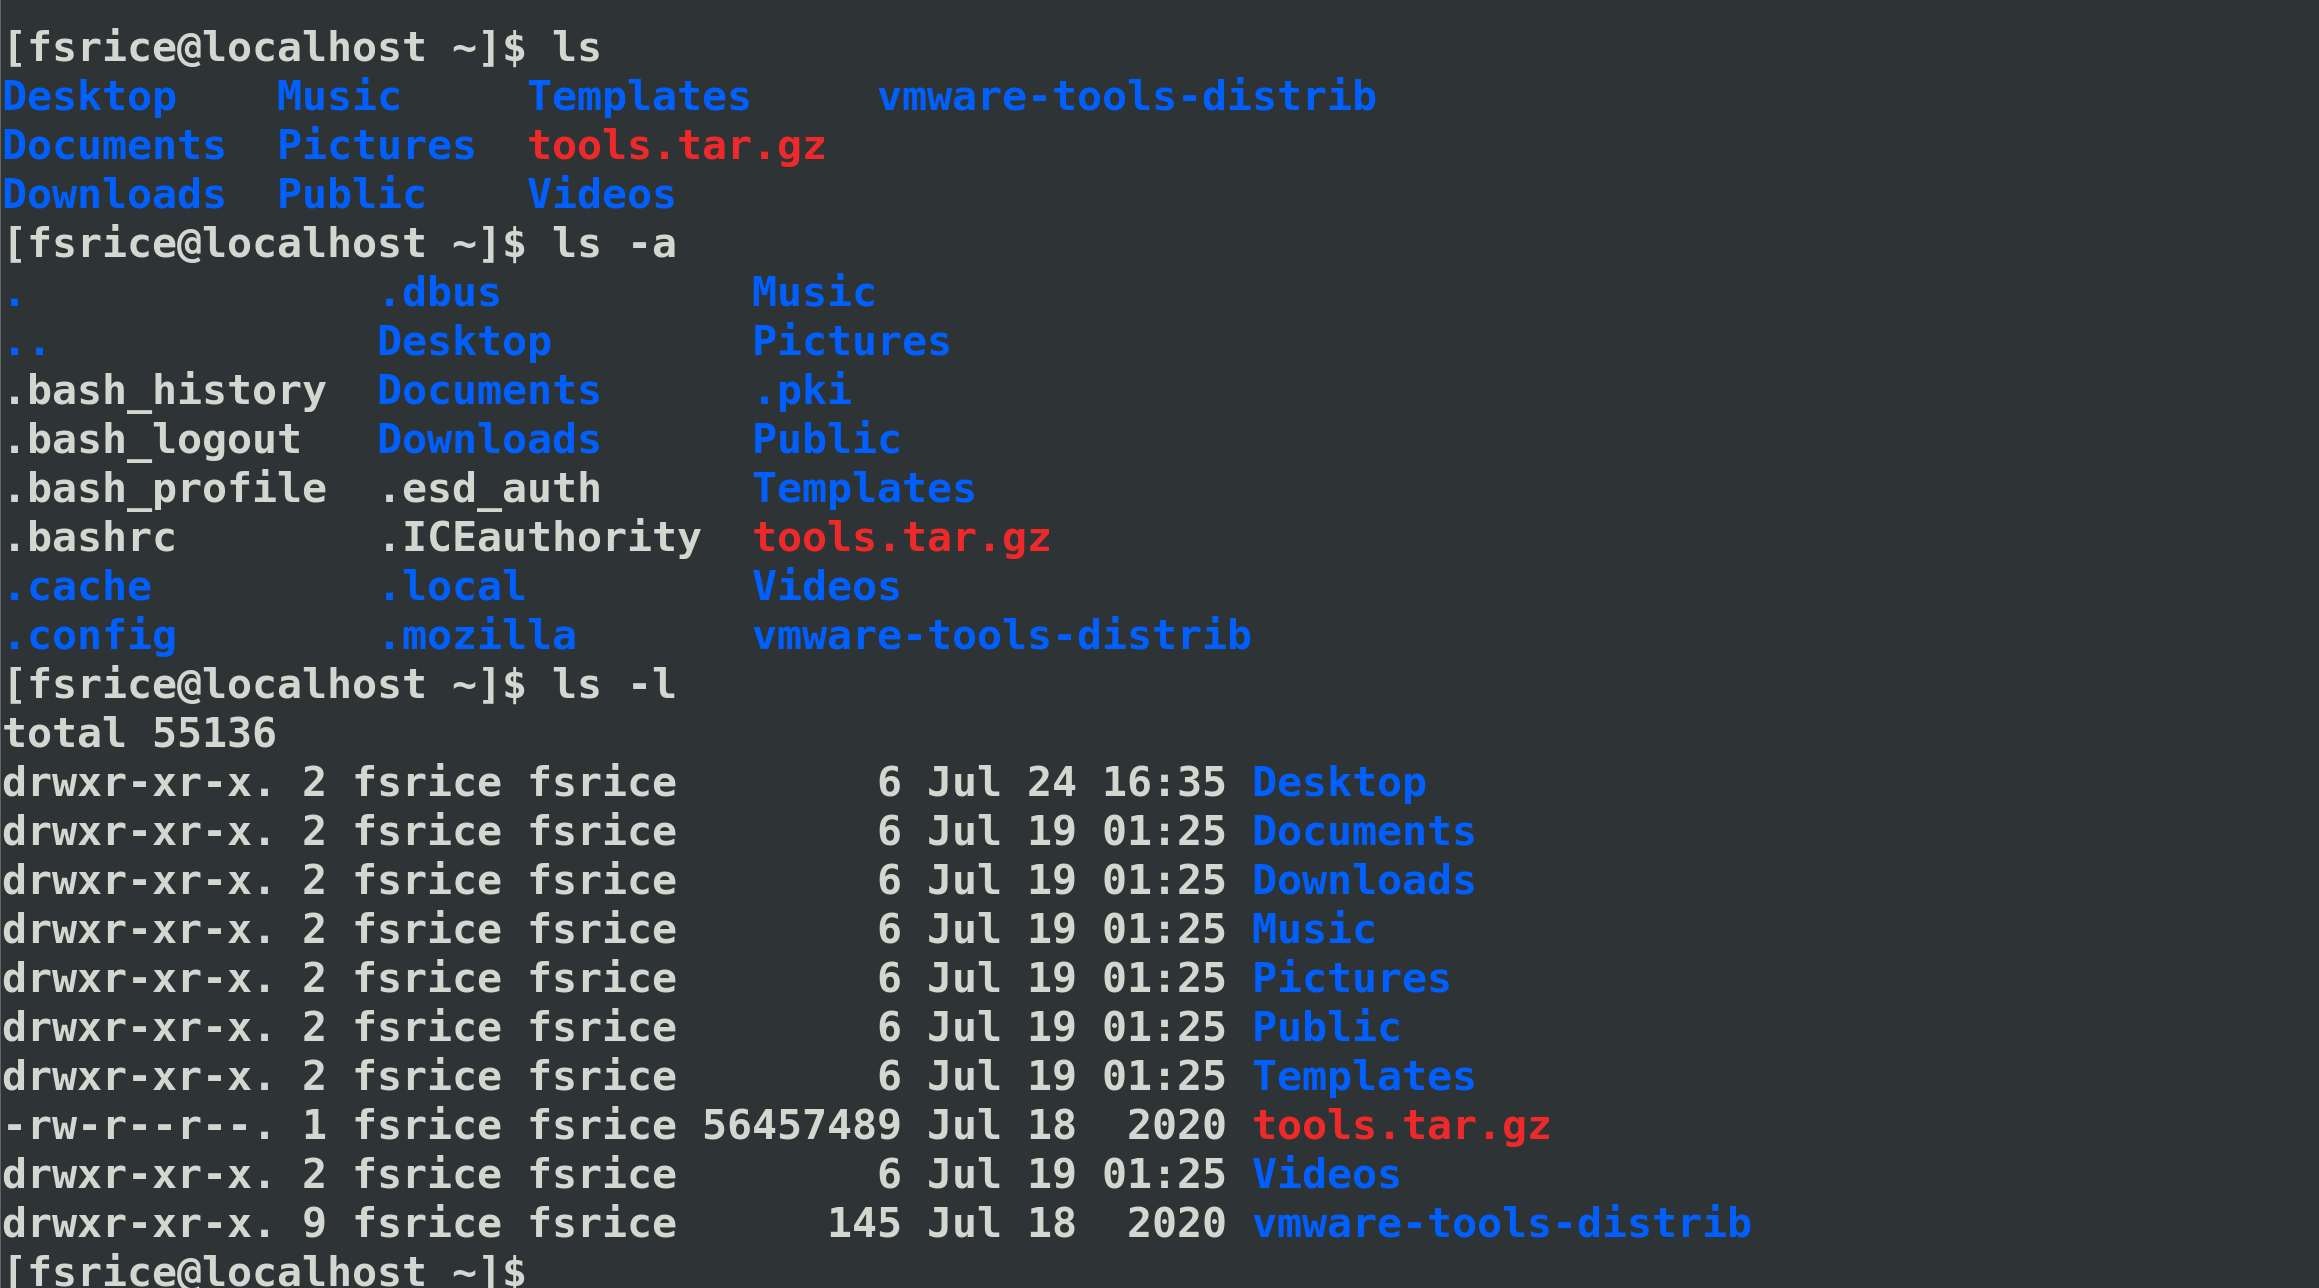 [fsrice@localhost ~]$ ls
Desktop    Music     Templates     vmware-tools-distrib
Documents  Pictures  tools.tar.gz
Downloads  Public    Videos
[fsrice@localhost ~]$ ls -a
.              .dbus          Music
..             Desktop        Pictures
.bash_history  Documents      .pki
.bash_logout   Downloads      Public
.bash_profile  .esd_auth      Templates
.bashrc        .ICEauthority  tools.tar.gz
.cache         .local         Videos
.config        .mozilla       vmware-tools-distrib
[fsrice@localhost ~]$ ls -l
total 55136
drwxr-xr-x. 2 fsrice fsrice        6 Jul 24 16:35 Desktop
drwxr-xr-x. 2 fsrice fsrice        6 Jul 19 01:25 Documents
drwxr-xr-x. 2 fsrice fsrice        6 Jul 19 01:25 Downloads
drwxr-xr-x. 2 fsrice fsrice        6 Jul 19 01:25 Music
drwxr-xr-x. 2 fsrice fsrice        6 Jul 19 01:25 Pictures
drwxr-xr-x. 2 fsrice fsrice        6 Jul 19 01:25 Public
drwxr-xr-x. 2 fsrice fsrice        6 Jul 19 01:25 Templates
-rw-r--r--. 1 fsrice fsrice 56457489 Jul 18  2020 tools.tar.gz
drwxr-xr-x. 2 fsrice fsrice        6 Jul 19 01:25 Videos
drwxr-xr-x. 9 fsrice fsrice      145 Jul 18  2020 vmware-tools-distrib
[fsrice@localhost ~]$